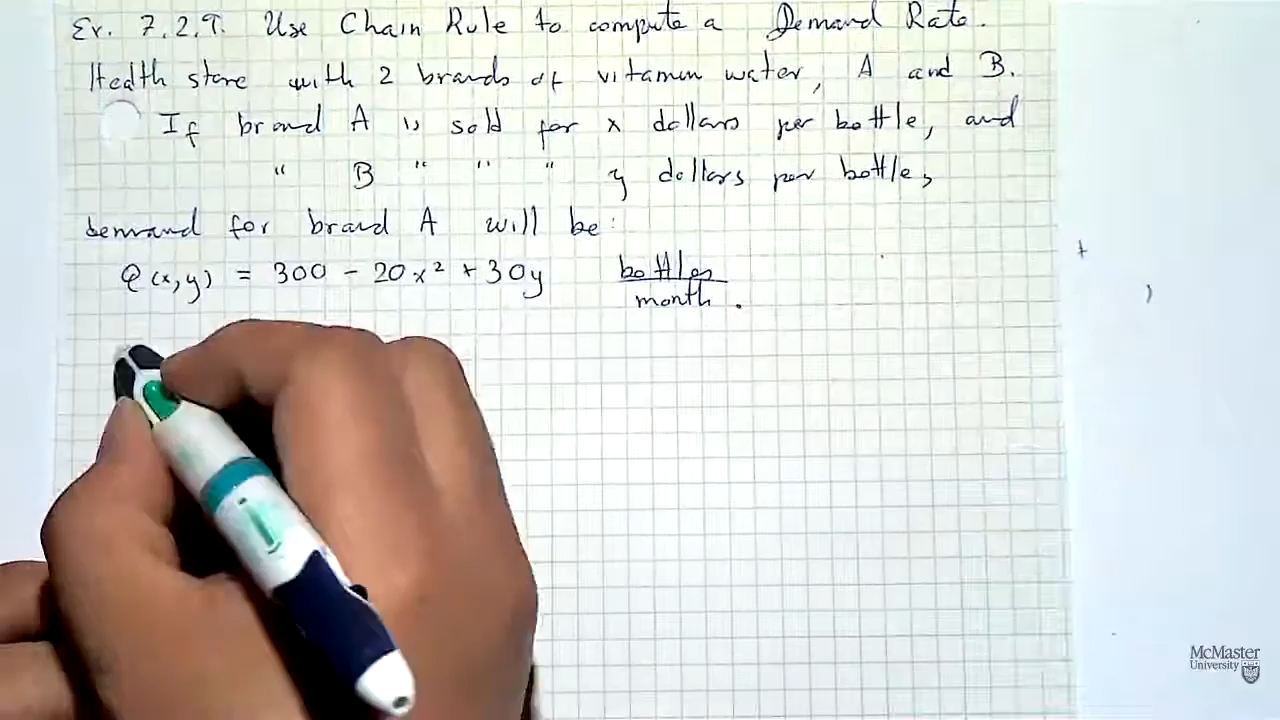 Ex. 7.2.9. Use Chain Rule to compute a Demand Rate.
Health store with 2 brands of vitamin water, A and B.
If brand A is sold for x dollars per bottle, and
" B " " " y dollars per bottle,
demand for brand A will be:
Q(x,y) = 300 - 20x² + 30y bottles/month.
McMaster
University